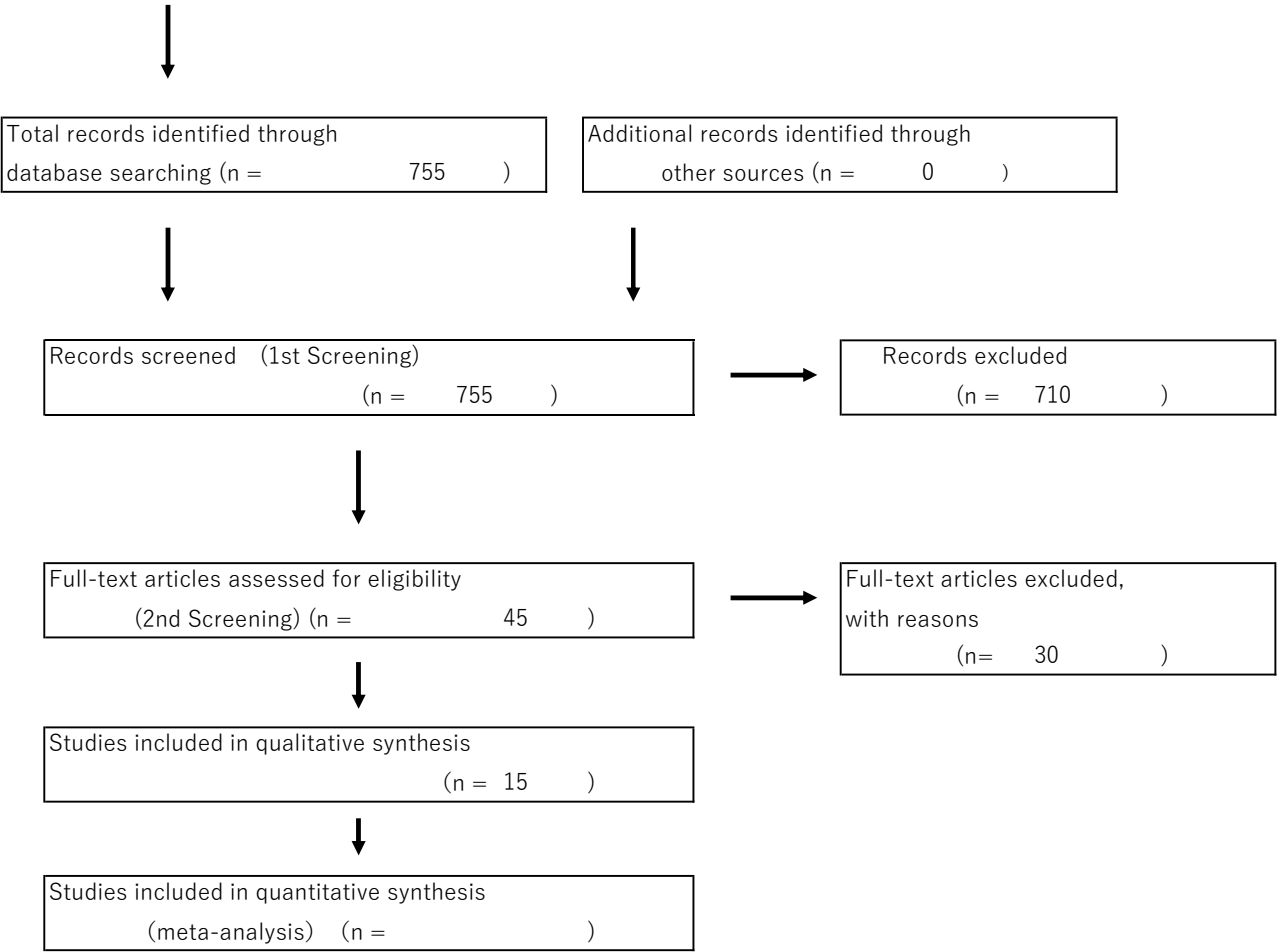 Total records identified through
database searching (n = 755 )
Additional records identified through
other sources (n = 0 )
Records screened (1st Screening)
(n = 755 )
Records excluded
(n = 710 )
Full-text articles assessed for eligibility
(2nd Screening) (n = 45 )
Full-text articles excluded,
with reasons
(n= 30 )
Studies included in qualitative synthesis
(n = 15 )
Studies included in quantitative synthesis
(meta-analysis) (n = )